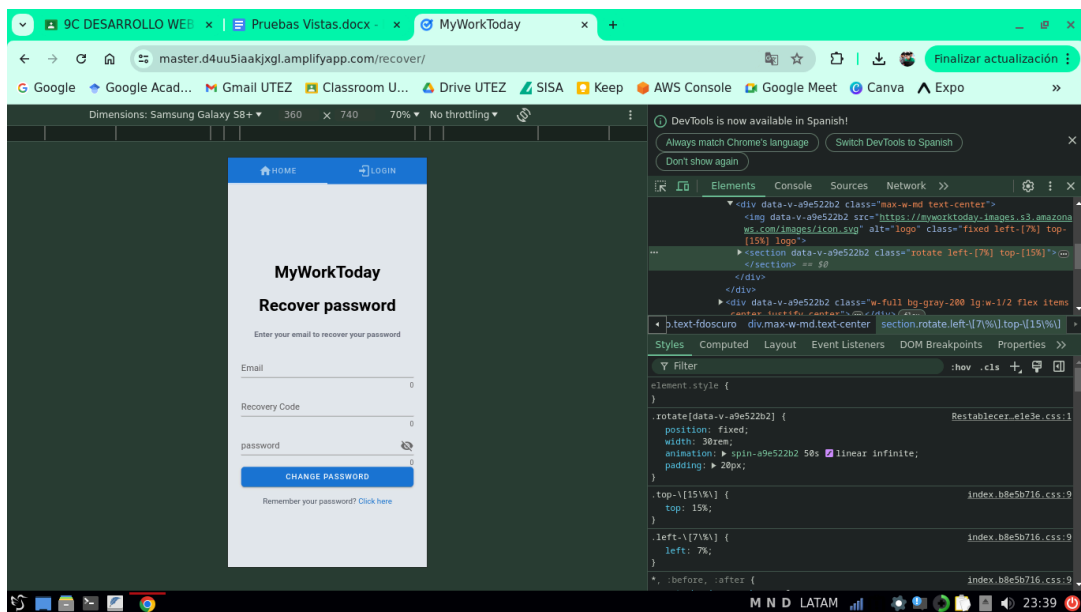 9C DESARROLLO WEB
Pruebas Vistas.docx -
MyWorkToday
master.d4uu5iaakjxgl.amplifyapp.com/recover/
Finalizar actualización
Google
Google Acad...
Gmail UTEZ
Classroom U...
Drive UTEZ
SISA
Keep
AWS Console
Google Meet
Canva
Expo
»
Dimensions: Samsung Galaxy S8+ ▼ 360 × 740 70% ▼ No throttling ▼
HOME
LOGIN
MyWorkToday
Recover password
Enter your email to recover your password
Email
0
Recovery Code
0
password
0
CHANGE PASSWORD
Remember your password? Click here
DevTools is now available in Spanish!
Always match Chrome's language
Switch DevTools to Spanish
Don't show again
Elements Console Sources Network »
<div data-v-a9e522b2 class="max-w-md text-center">
<img data-v-a9e522b2 src="https://myworktoday-images.s3.amazona
ws.com/images/icon.svg" alt="logo" class="fixed left-[7%] top-
[15%] logo">
<section data-v-a9e522b2 class="rotate left-[7%] top-[15%]">
</section> == $0
</div>
</div>
<div data-v-a9e522b2 class="w-full bg-gray-200 lg:w-1/2 flex items
p.text-fdoscuro div.max-w-md.text-center section.rotate.left-\[7\%\].top-\[15\%\]
Styles Computed Layout Event Listeners DOM Breakpoints Properties »
Filter :hov .cls
element.style {
}
.rotate[data-v-a9e522b2] { Restablecer…e1e3e.css:1
position: fixed;
width: 30rem;
animation: ▶ spin-a9e522b2 50s linear infinite;
padding: ▶ 20px;
}
.top-\[15\%\] { index.b8e5b716.css:9
top: 15%;
}
.left-\[7\%\] { index.b8e5b716.css:9
left: 7%;
}
*, :before, :after { index.b8e5b716.css:9
M N D LATAM 23:39